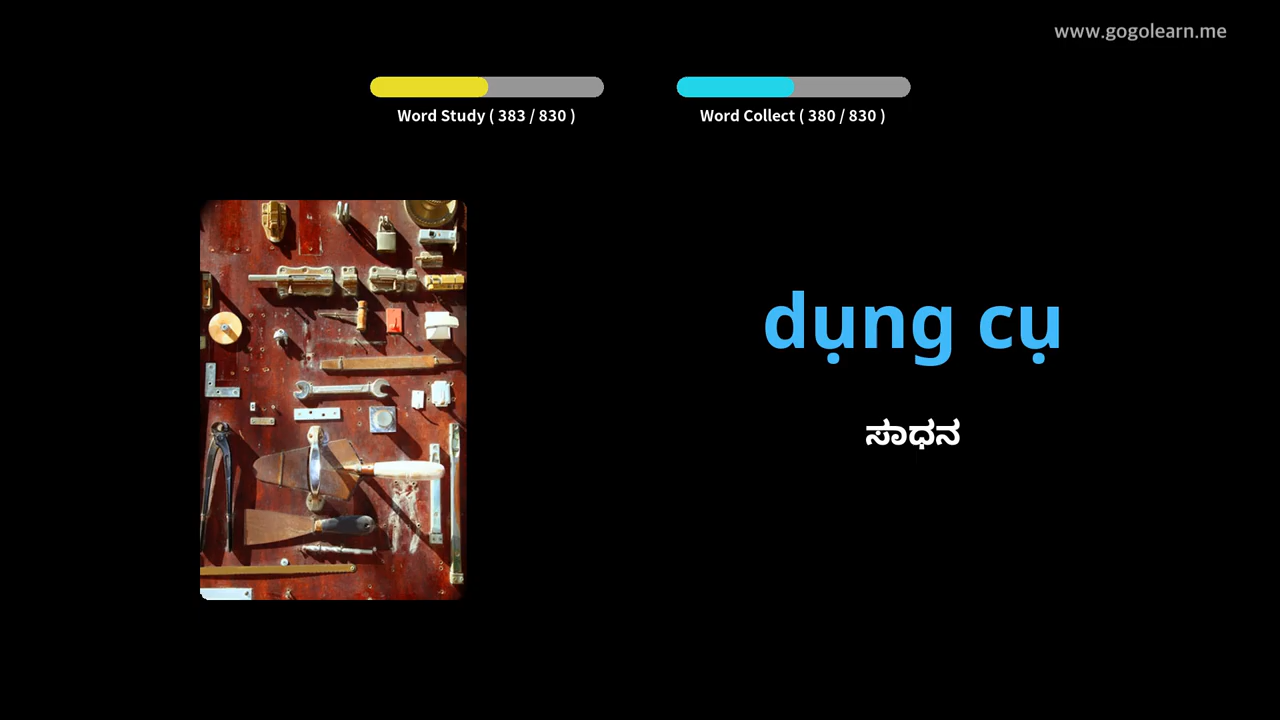 www.gogolearn.me
Word Study ( 383 / 830 )
Word Collect ( 380 / 830 )
dụng cụ
ಸಾಧನ